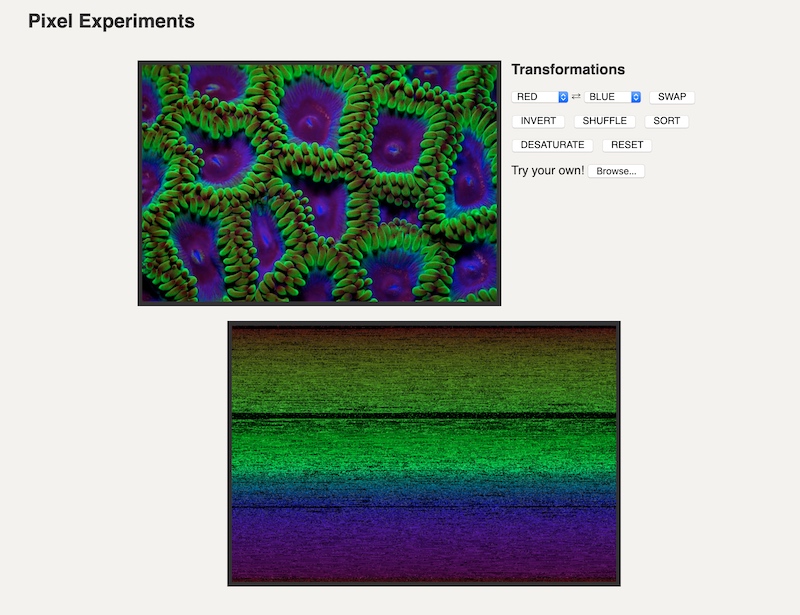 Pixel Experiments
Transformations
RED ⇄ BLUE SWAP
INVERT SHUFFLE SORT
DESATURATE RESET
Try your own! Browse...